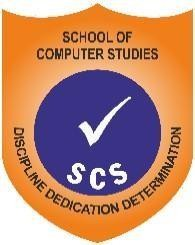 SCHOOL OF
COMPUTER STUDIES
SCS
DISCIPLINE DEDICATION DETERMINATION